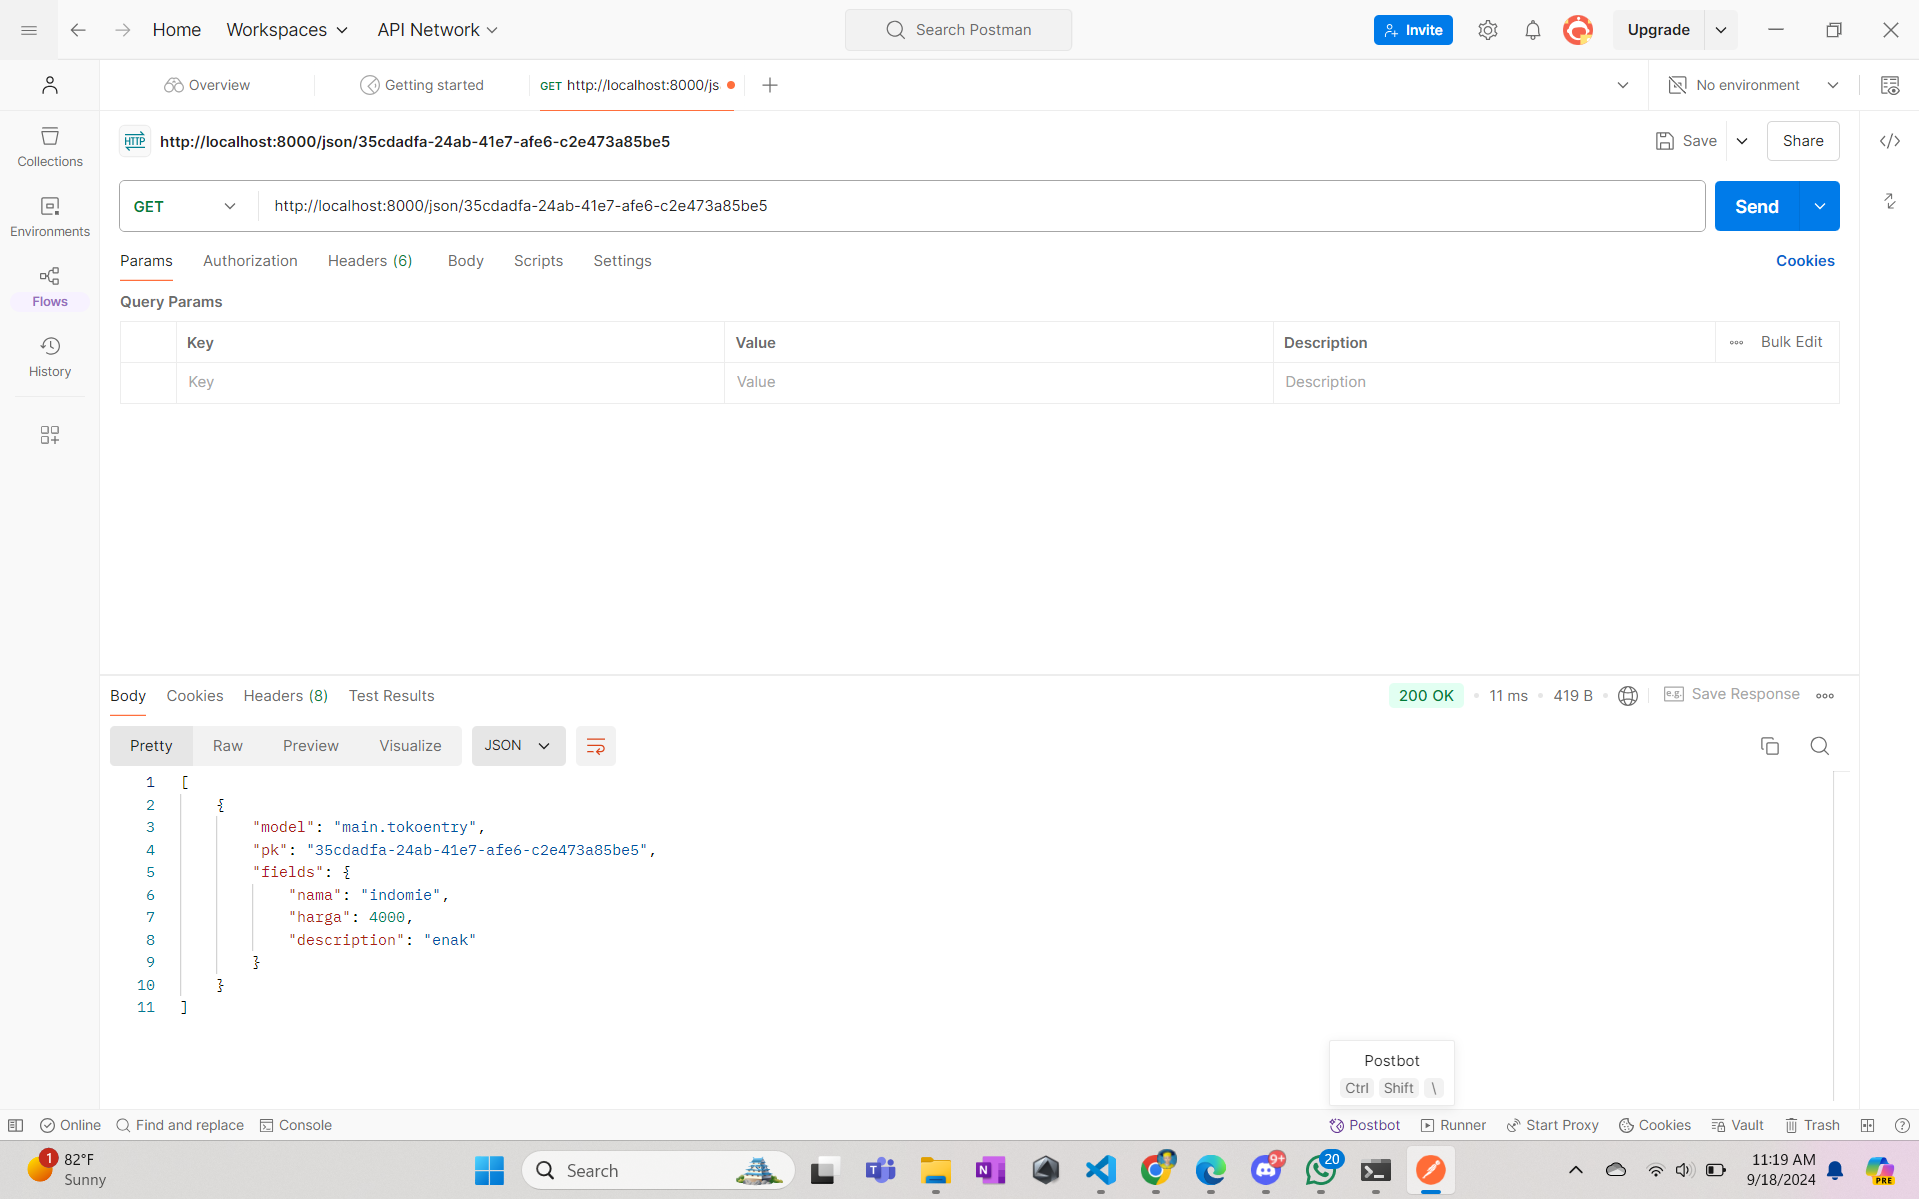 Home Workspaces API Network Search Postman Invite Upgrade
Overview Getting started GET http://localhost:8000/js No environment
HTTP http://localhost:8000/json/35cdadfa-24ab-41e7-afe6-c2e473a85be5 Save Share
Collections
GET http://localhost:8000/json/35cdadfa-24ab-41e7-afe6-c2e473a85be5 Send
Environments
Params Authorization Headers (6) Body Scripts Settings Cookies
Flows
Query Params
Key Value Description Bulk Edit
History
Key Value Description
Body Cookies Headers (8) Test Results 200 OK 11 ms 419 B e.g. Save Response
Pretty Raw Preview Visualize JSON
1 [
2 {
3 "model": "main.tokoentry",
4 "pk": "35cdadfa-24ab-41e7-afe6-c2e473a85be5",
5 "fields": {
6 "nama": "indomie",
7 "harga": 4000,
8 "description": "enak"
9 }
10 }
11 ]
Postbot
Ctrl Shift \
Online Find and replace Console Postbot Runner Start Proxy Cookies Vault Trash
1 82°F
Sunny
Search
9+
20
11:19 AM
9/18/2024
PRE